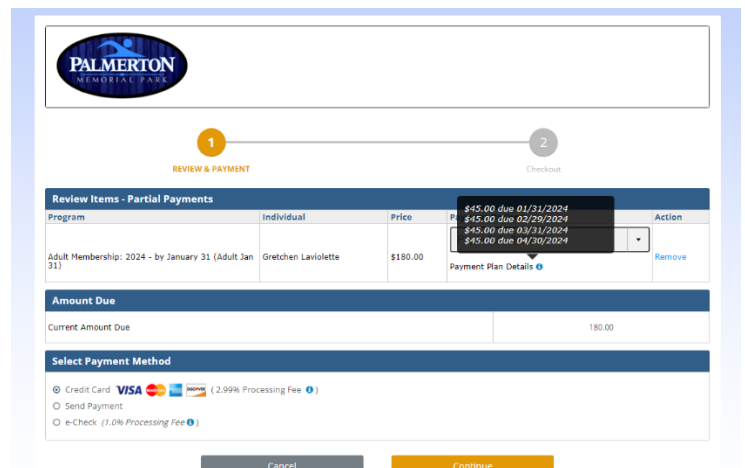 PALMERTON
MEMORIAL PARK
1
2
REVIEW & PAYMENT
Checkout
Review Items - Partial Payments
Program Individual Price Action
$45.00 due 01/31/2024
$45.00 due 02/29/2024
$45.00 due 03/31/2024
$45.00 due 04/30/2024
Adult Membership: 2024 - by January 31 (Adult Jan
31)
Gretchen Laviolette
$180.00
Payment Plan Details
Remove
Amount Due
Current Amount Due 180.00
Select Payment Method
Credit Card VISA DISCOVER ( 2.99% Processing Fee )
Send Payment
e-Check (1.0% Processing Fee )
Cancel Continue